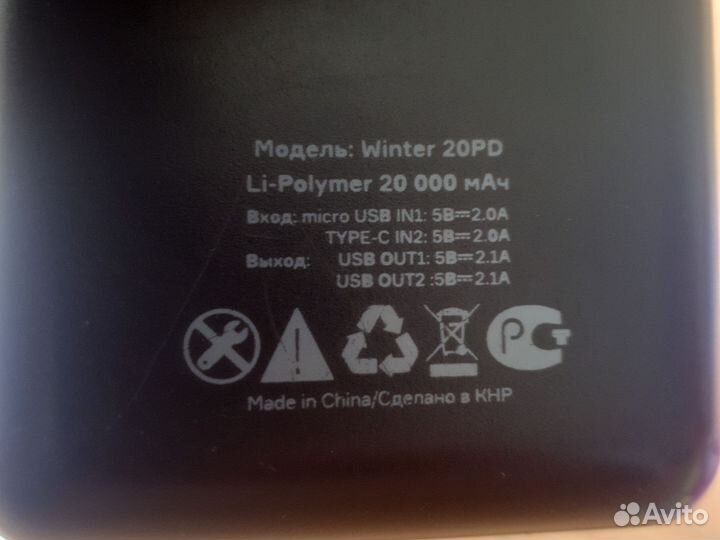 Модель: Winter 20PD
Li-Polymer 20 000 мАч
Вход: micro USB IN1: 5В⎓2.0A
TYPE-C IN2: 5В⎓2.0A
Выход: USB OUT1: 5В⎓2.1A
USB OUT2 :5В⎓2.1A
РСТ
Made in China/Сделано в КНР
Avito